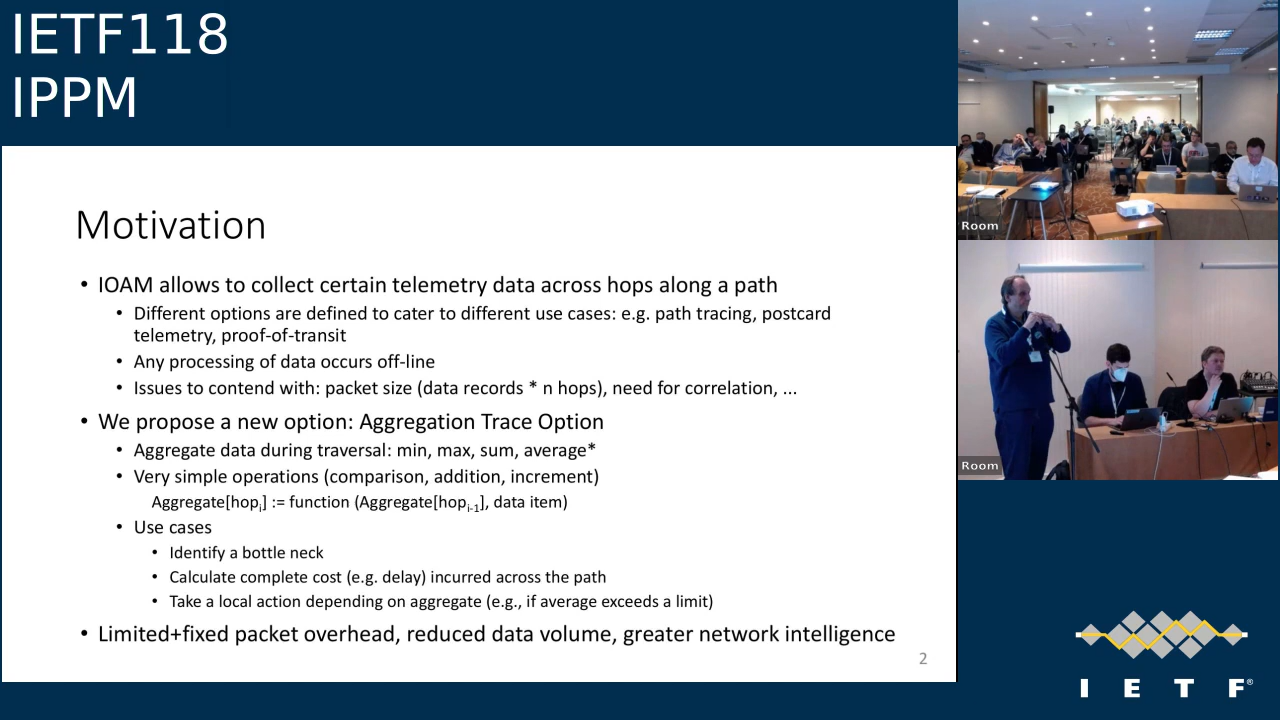 IETF118
IPPM
Motivation
• IOAM allows to collect certain telemetry data across hops along a path
• Different options are defined to cater to different use cases: e.g. path tracing, postcard
telemetry, proof-of-transit
• Any processing of data occurs off-line
• Issues to contend with: packet size (data records * n hops), need for correlation, ...
• We propose a new option: Aggregation Trace Option
• Aggregate data during traversal: min, max, sum, average*
• Very simple operations (comparison, addition, increment)
Aggregate[hopi] := function (Aggregate[hopi-1], data item)
• Use cases
• Identify a bottle neck
• Calculate complete cost (e.g. delay) incurred across the path
• Take a local action depending on aggregate (e.g., if average exceeds a limit)
• Limited+fixed packet overhead, reduced data volume, greater network intelligence
2
Room
Room
I E T F®